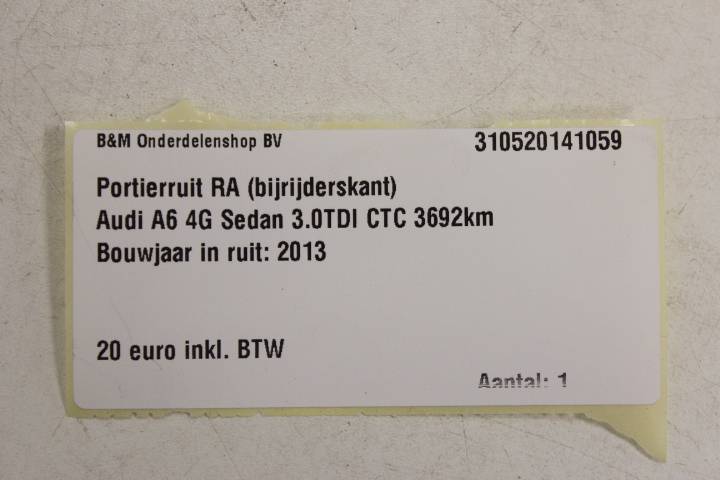 B&M Onderdelenshop BV 310520141059
Portierruit RA (bijrijderskant)
Audi A6 4G Sedan 3.0TDI CTC 3692km
Bouwjaar in ruit: 2013
20 euro inkl. BTW
Aantal: 1